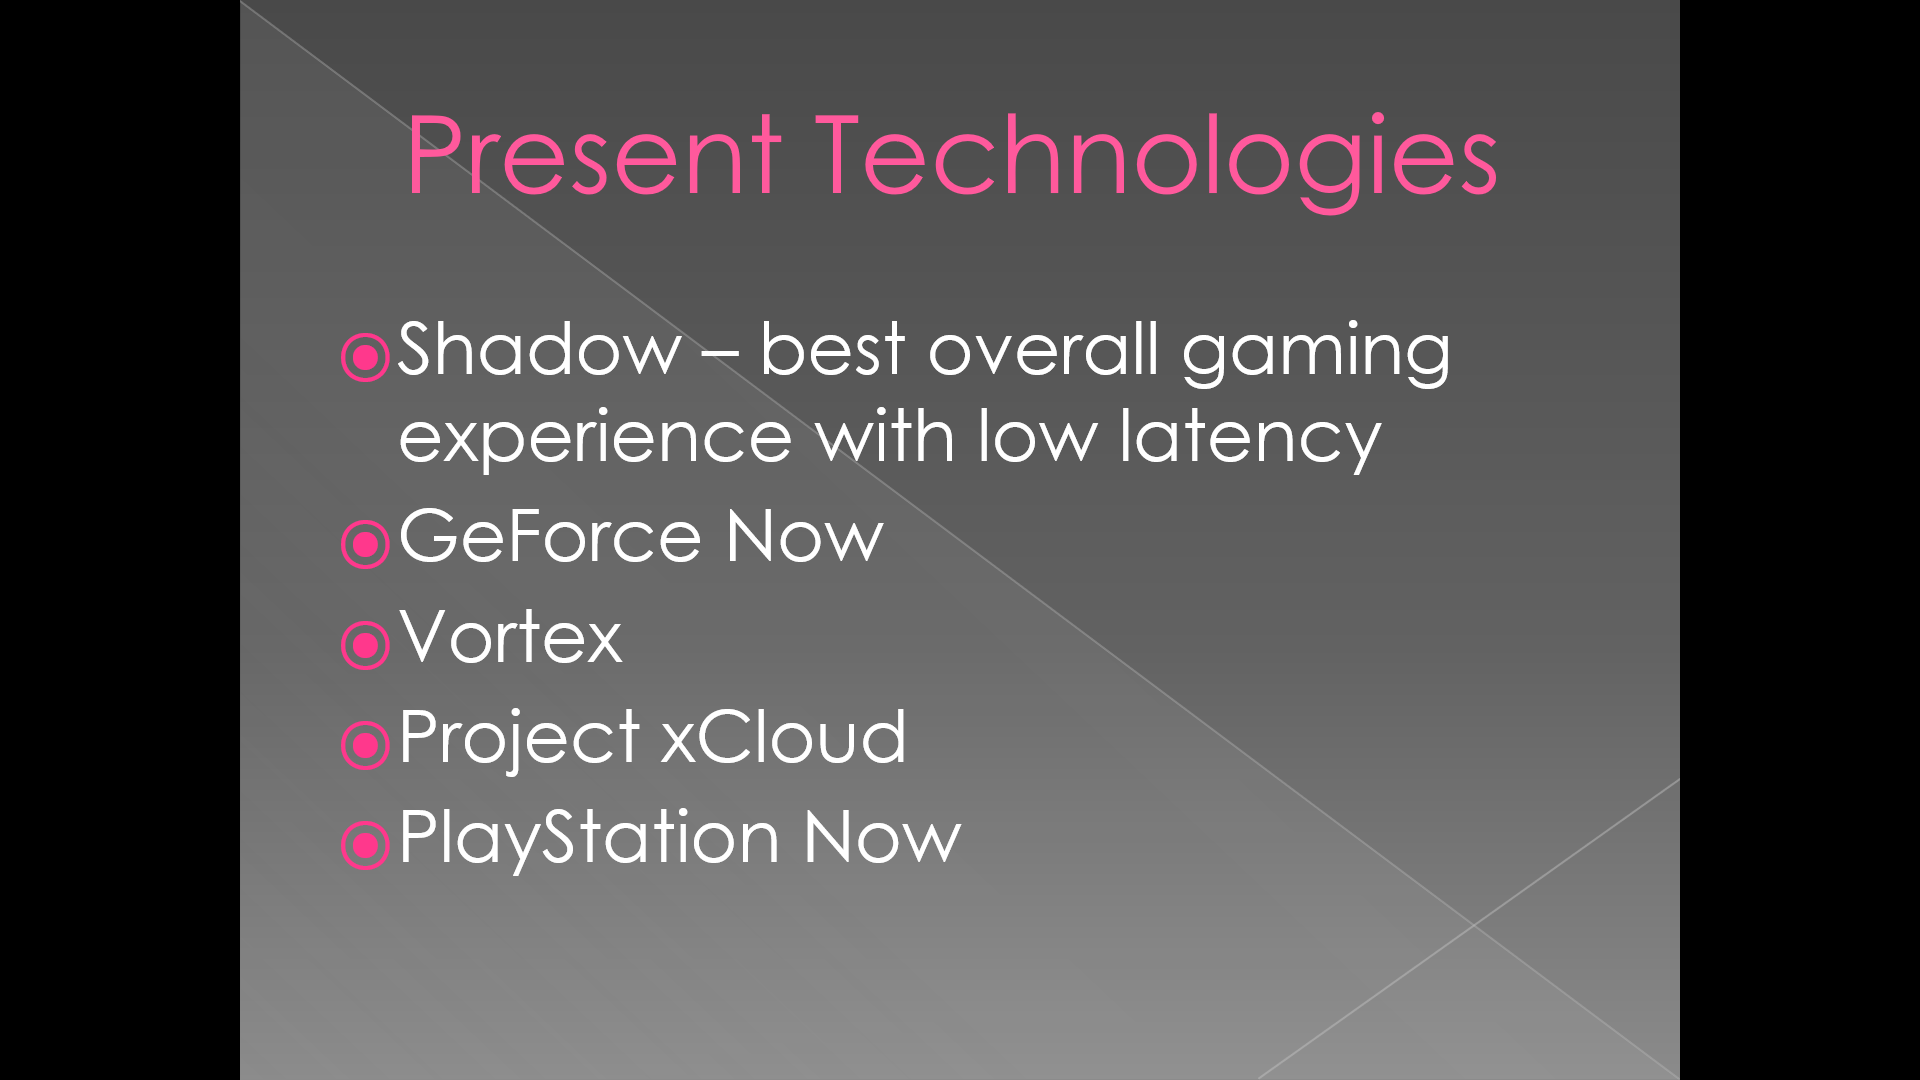 Present Technologies
Shadow – best overall gaming
experience with low latency
GeForce Now
Vortex
Project xCloud
PlayStation Now